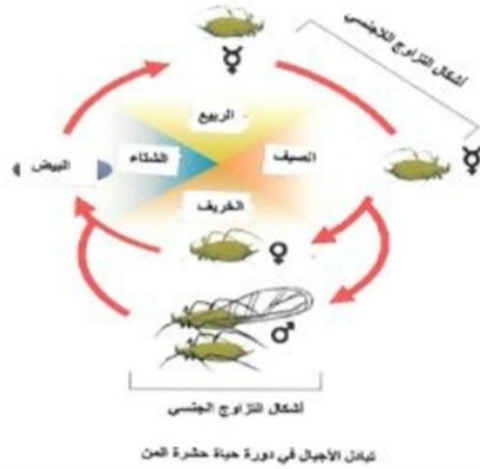 أشكال التزاوج اللاجنسي
الربيع
الصيف
الشتاء
البيض
الخريف
أشكال التزاوج الجنسي
تبادل الأجيال في دورة حياة حشرة المن